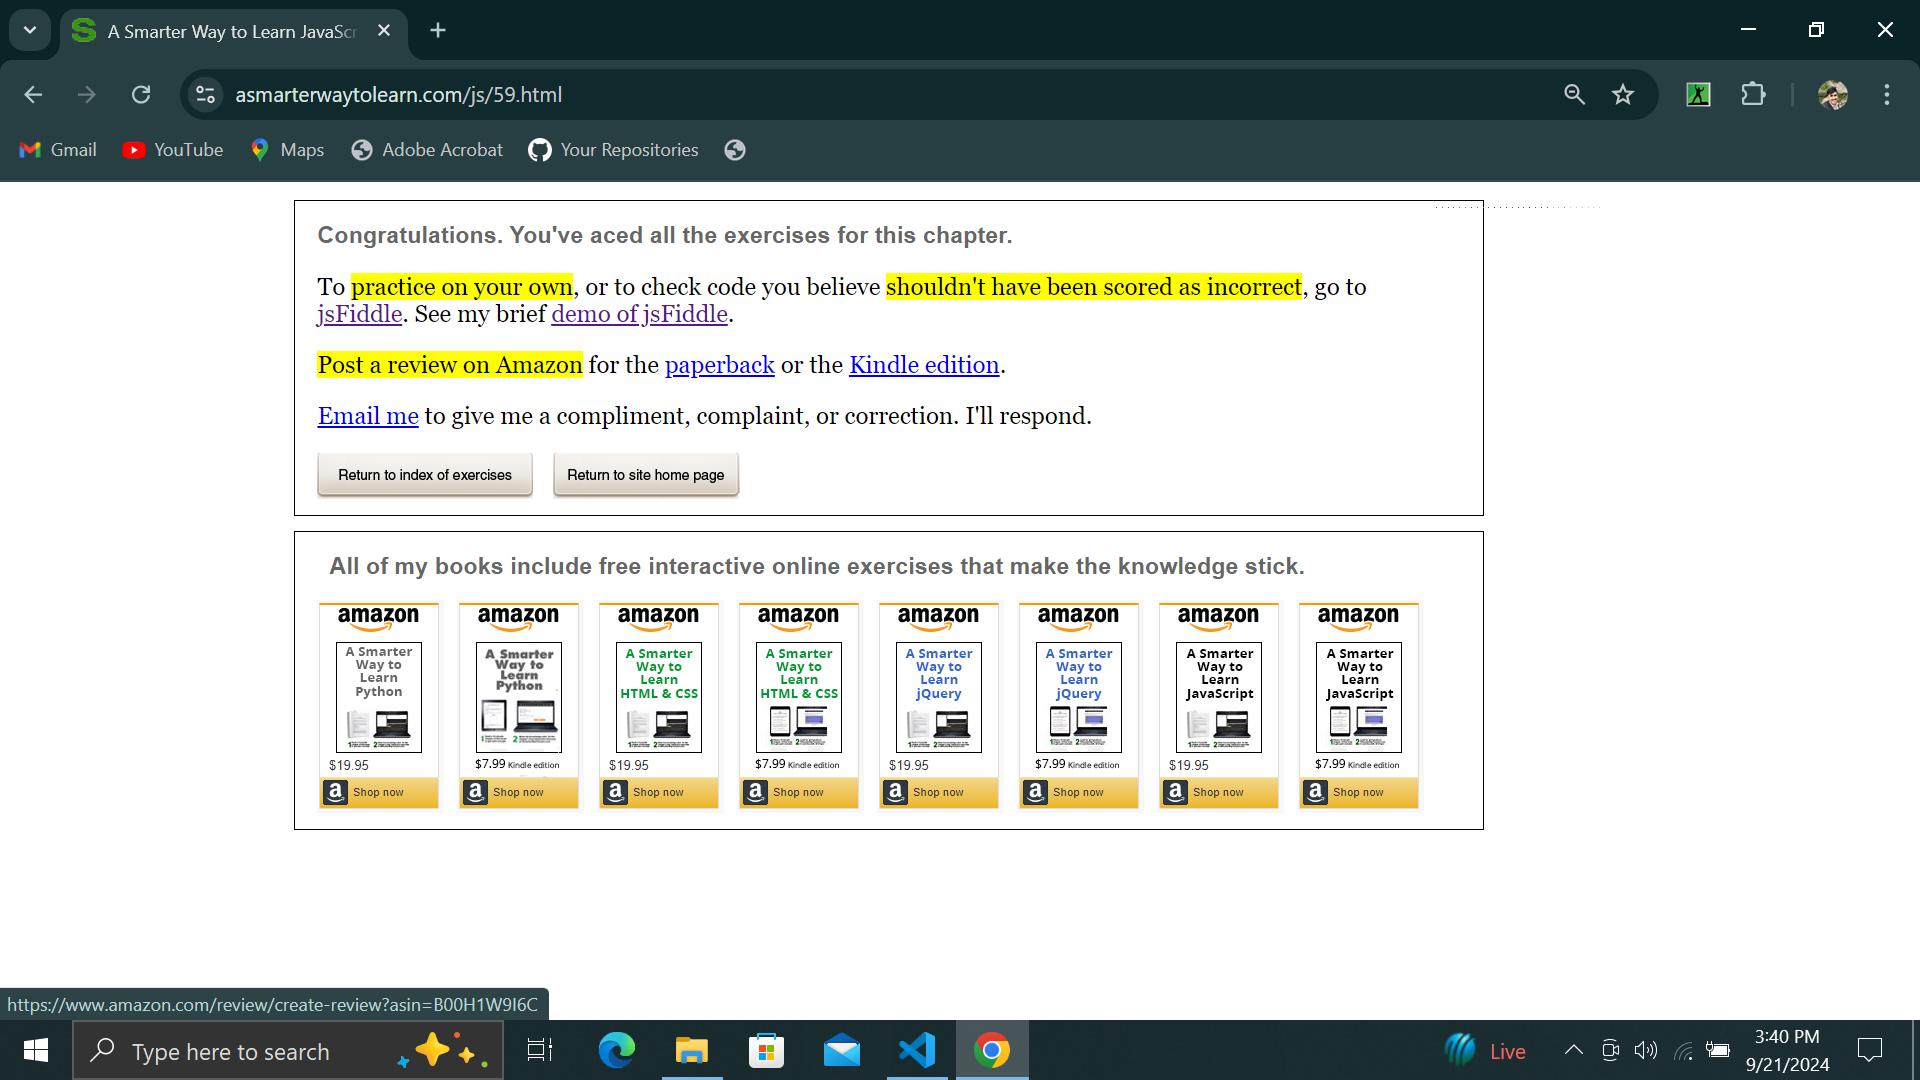 A Smarter Way to Learn JavaScr
asmarterwaytolearn.com/js/59.html
Gmail YouTube Maps Adobe Acrobat Your Repositories
Congratulations. You've aced all the exercises for this chapter.
To practice on your own, or to check code you believe shouldn't have been scored as incorrect, go to
jsFiddle. See my brief demo of jsFiddle.
Post a review on Amazon for the paperback or the Kindle edition.
Email me to give me a compliment, complaint, or correction. I'll respond.
Return to index of exercises Return to site home page
All of my books include free interactive online exercises that make the knowledge stick.
amazon amazon amazon amazon amazon amazon amazon amazon
A Smarter A Smarter A Smarter A Smarter A Smarter A Smarter A Smarter A Smarter
Way to Way to Way to Way to Way to Way to Way to Way to
Learn Learn Learn Learn Learn Learn Learn Learn
Python Python HTML & CSS HTML & CSS jQuery jQuery JavaScript JavaScript
$19.95 $7.99 Kindle edition $19.95 $7.99 Kindle edition $19.95 $7.99 Kindle edition $19.95 $7.99 Kindle edition
a Shop now a Shop now a Shop now a Shop now a Shop now a Shop now a Shop now a Shop now
https://www.amazon.com/review/create-review?asin=B00H1W9I6C
Type here to search Live 3:40 PM
9/21/2024